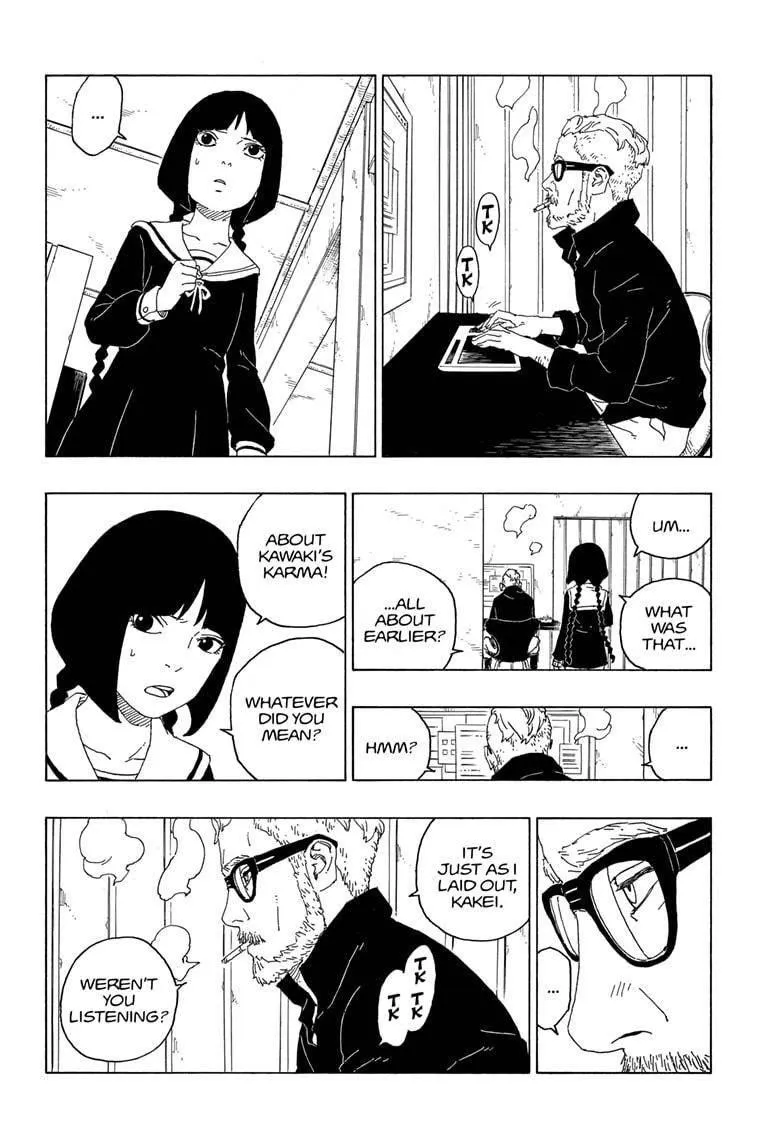 TK
TK
...
UM...
WHAT
WAS
THAT...
...ALL
ABOUT
EARLIER?
...
HMM?
ABOUT
KAWAKI'S
KARMA!
WHATEVER
DID YOU
MEAN?
...
IT'S
JUST AS I
LAID OUT,
KAKEI.
TK
TK
TK
WEREN'T
YOU
LISTENING?